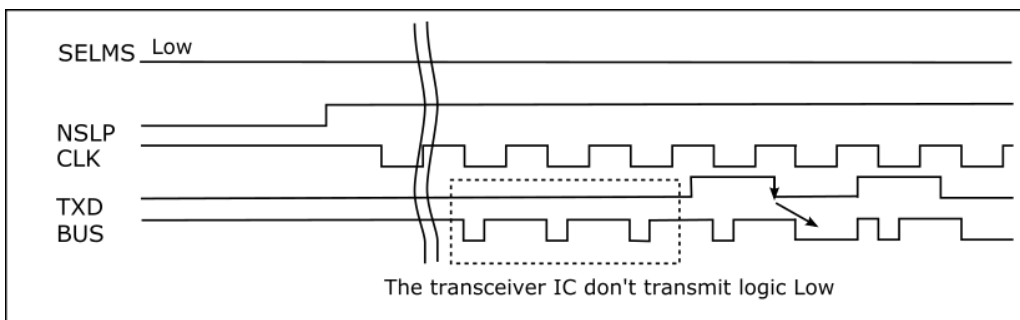 SELMS Low
NSLP
CLK
TXD
BUS
The transceiver IC don't transmit logic Low